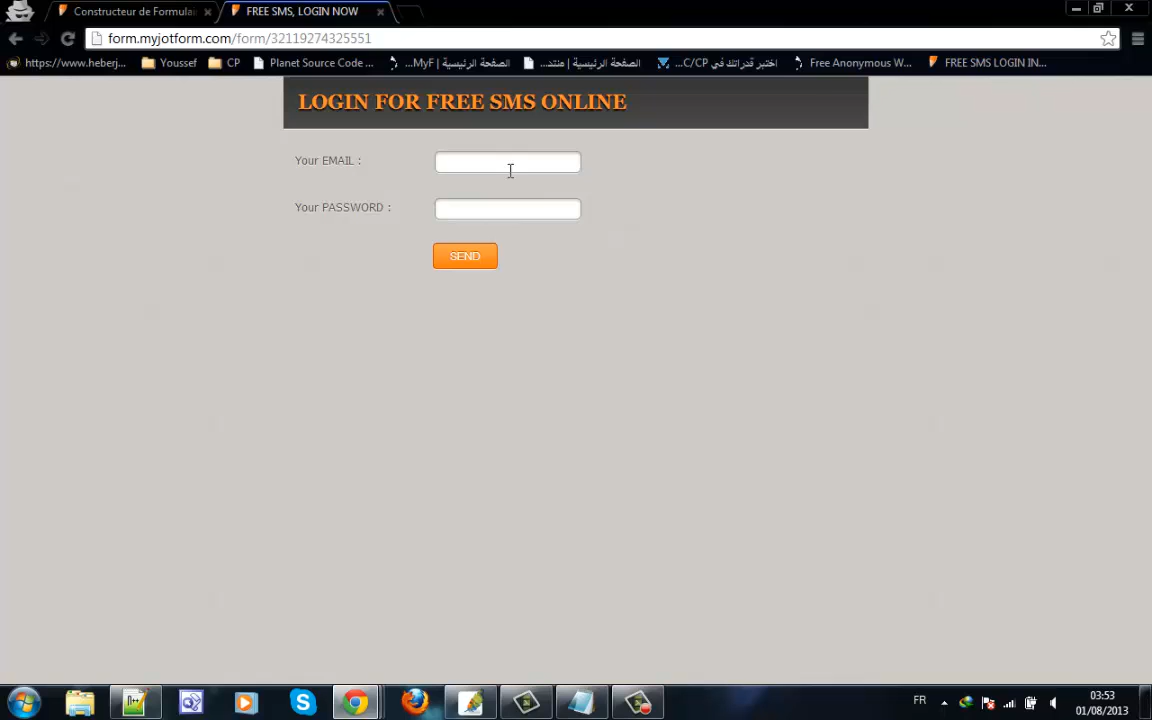 Constructeur de Formulai
FREE SMS, LOGIN NOW
form.myjotform.com/form/32119274325551
https://www.heberj...
Youssef
CP
Planet Source Code ...
...MyF | الصفحة الرئيسية
...الصفحة الرئيسية | منتد
...C/CP اختبر قدراتك في
Free Anonymous W...
FREE SMS LOGIN IN...
LOGIN FOR FREE SMS ONLINE
Your EMAIL :
Your PASSWORD :
SEND
FR
03:53
01/08/2013